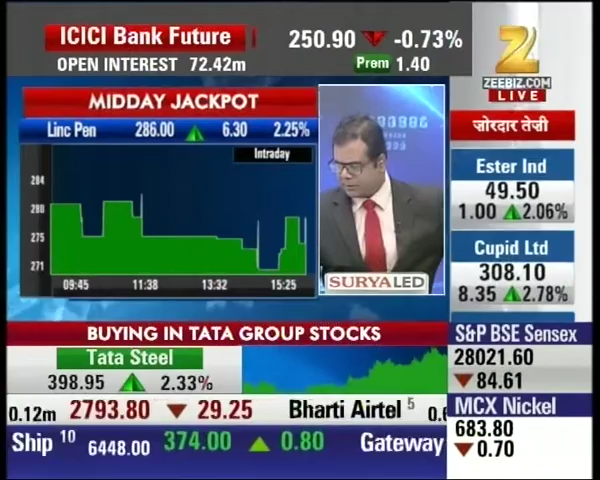 ICICI Bank Future
250.90 -0.73%
OPEN INTEREST 72.42m
Prem 1.40
Z
ZEEBIZ.COM
LIVE
MIDDAY JACKPOT
Linc Pen 286.00 6.30 2.25%
Intraday
284
280
275
271
09:45 11:38 13:32 15:25
SURYA LED
ज़ोरदार तेजी
Ester Ind
49.50
1.00 2.06%
Cupid Ltd
308.10
8.35 2.78%
BUYING IN TATA GROUP STOCKS
Tata Steel
398.95 2.33%
S&P BSE Sensex
28021.60
84.61
MCX Nickel
683.80
0.70
0.12m 2793.80 29.25 Bharti Airtel 5
Ship 10 6448.00 374.00 0.80 Gateway